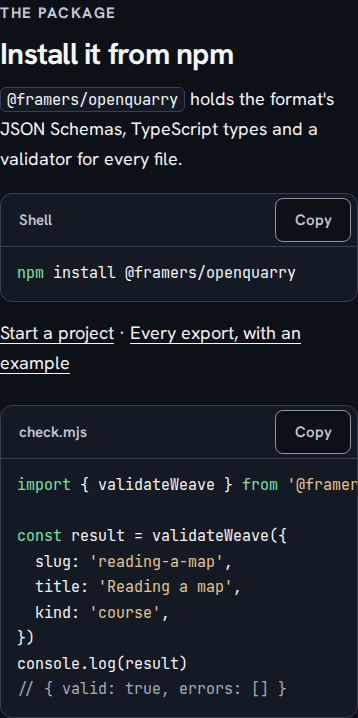 THE PACKAGE
Install it from npm
@framers/openquarry holds the format's
JSON Schemas, TypeScript types and a
validator for every file.
Shell
Copy
npm install @framers/openquarry
Start a project · Every export, with an
example
check.mjs
Copy
import { validateWeave } from '@framer
const result = validateWeave({
  slug: 'reading-a-map',
  title: 'Reading a map',
  kind: 'course',
})
console.log(result)
// { valid: true, errors: [] }